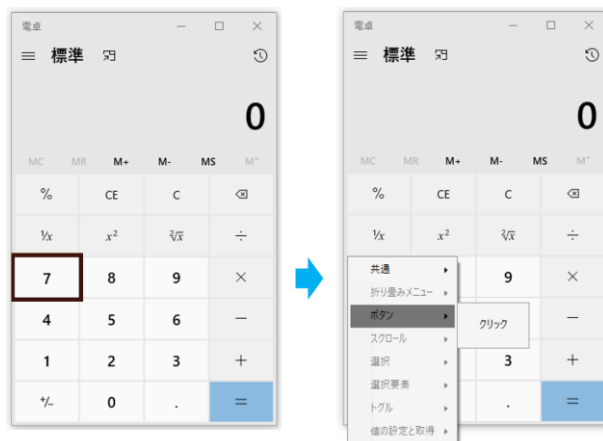 電卓
標準
0
MC MR M+ M- MS M˅
% CE C
¹/x x² ²√x ÷
7 8 9 ×
4 5 6 −
1 2 3 +
+/- 0 . =
電卓
標準
0
MC MR M+ M- MS M˅
% CE C
¹/x x² ²√x ÷
共通
折り畳みメニュー
ボタン
スクロール
選択
選択要素
トグル
値の設定と取得
クリック
9 ×
−
3 +
. =